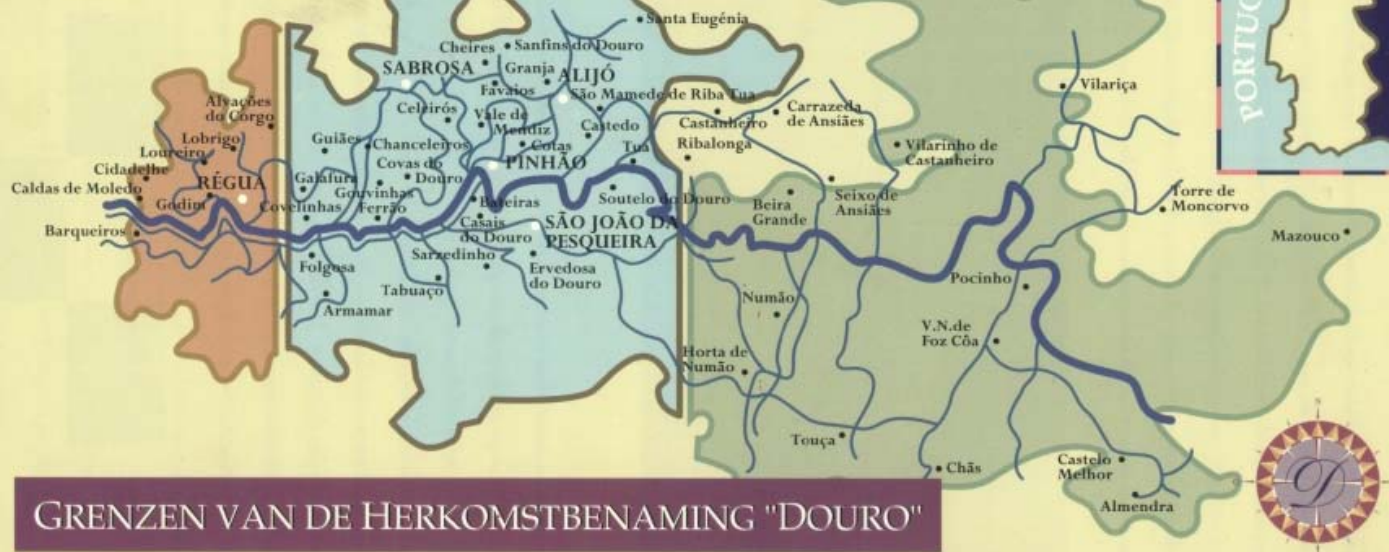 Santa Eugénia
Cheires
Sanfins do Douro
SABROSA
Granja
ALIJÓ
Favaios
São Mamede de Riba Tua
Vilariça
PORTUG
Alvações
do Corgo
Celeirós
Vale de
Mendiz
Castedo
Castanheiro
Carrazeda
de Ansiães
Lobrigo
Loureiro
Guiães
Chanceleiros
Cotas
Tua
Ribalonga
Vilarinho de
Castanheiro
Cidadelhe
Covas do
Douro
PINHÃO
Caldas de Moledo
RÉGUA
Galafura
Gouvinhas
Godim
Covelinhas
Ferrão
Bateiras
Soutelo do Douro
Beira
Grande
Seixo de
Ansiães
Torre de
Moncorvo
Barqueiros
Casais
do Douro
SÃO JOÃO DA
PESQUEIRA
Mazouco
Folgosa
Sarzedinho
Ervedosa
do Douro
Pocinho
Tabuaço
Numão
Armamar
V.N.de
Foz Côa
Horta de
Numão
Touça
Chãs
Castelo
Melhor
Almendra
N
D
GRENZEN VAN DE HERKOMSTBENAMING "DOURO"